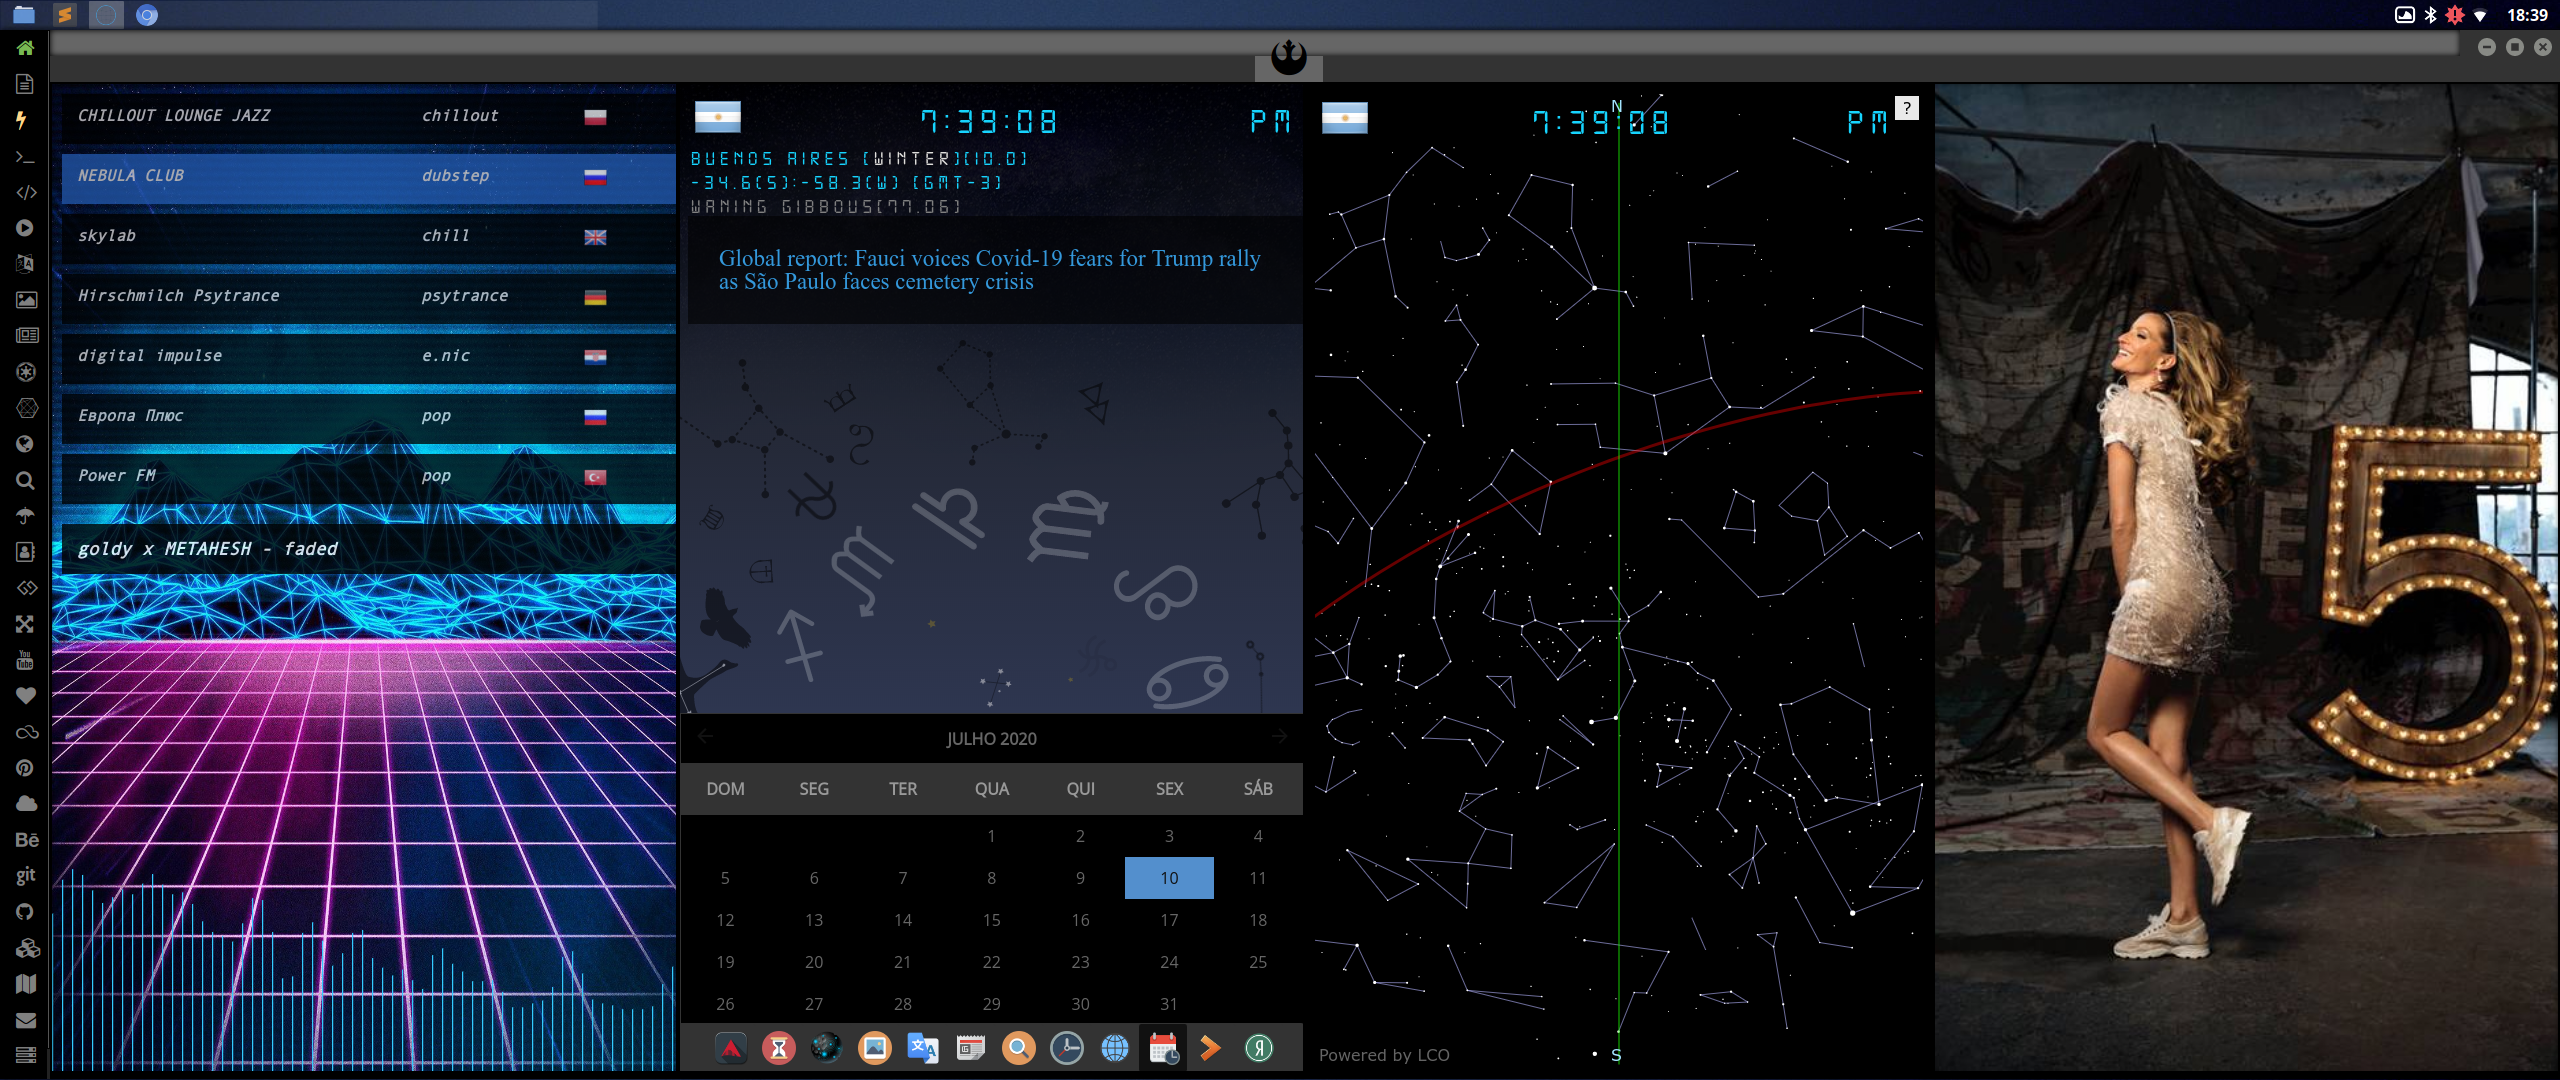 18:39
CHILLOUT LOUNGE JAZZ chillout
NEBULA CLUB dubstep
skylab chill
Hirschmilch Psytrance psytrance
digital impulse e.nic
Европа Плюс pop
Power FM pop
goldy x METAHESH - faded
You
Tube
Bē
git
7:39:08 PM
BUENOS AIRES [WINTER][10.0]
-34.6(S):-58.3(W) [GMT-3]
WANING GIBBOUS[77.06]
Global report: Fauci voices Covid-19 fears for Trump rally
as São Paulo faces cemetery crisis
JULHO 2020
DOM SEG TER QUA QUI SEX SÁB
1 2 3 4
5 6 7 8 9 10 11
12 13 14 15 16 17 18
19 20 21 22 23 24 25
26 27 28 29 30 31
Я
7:39:08 PM
?
N
S
Powered by LCO
5